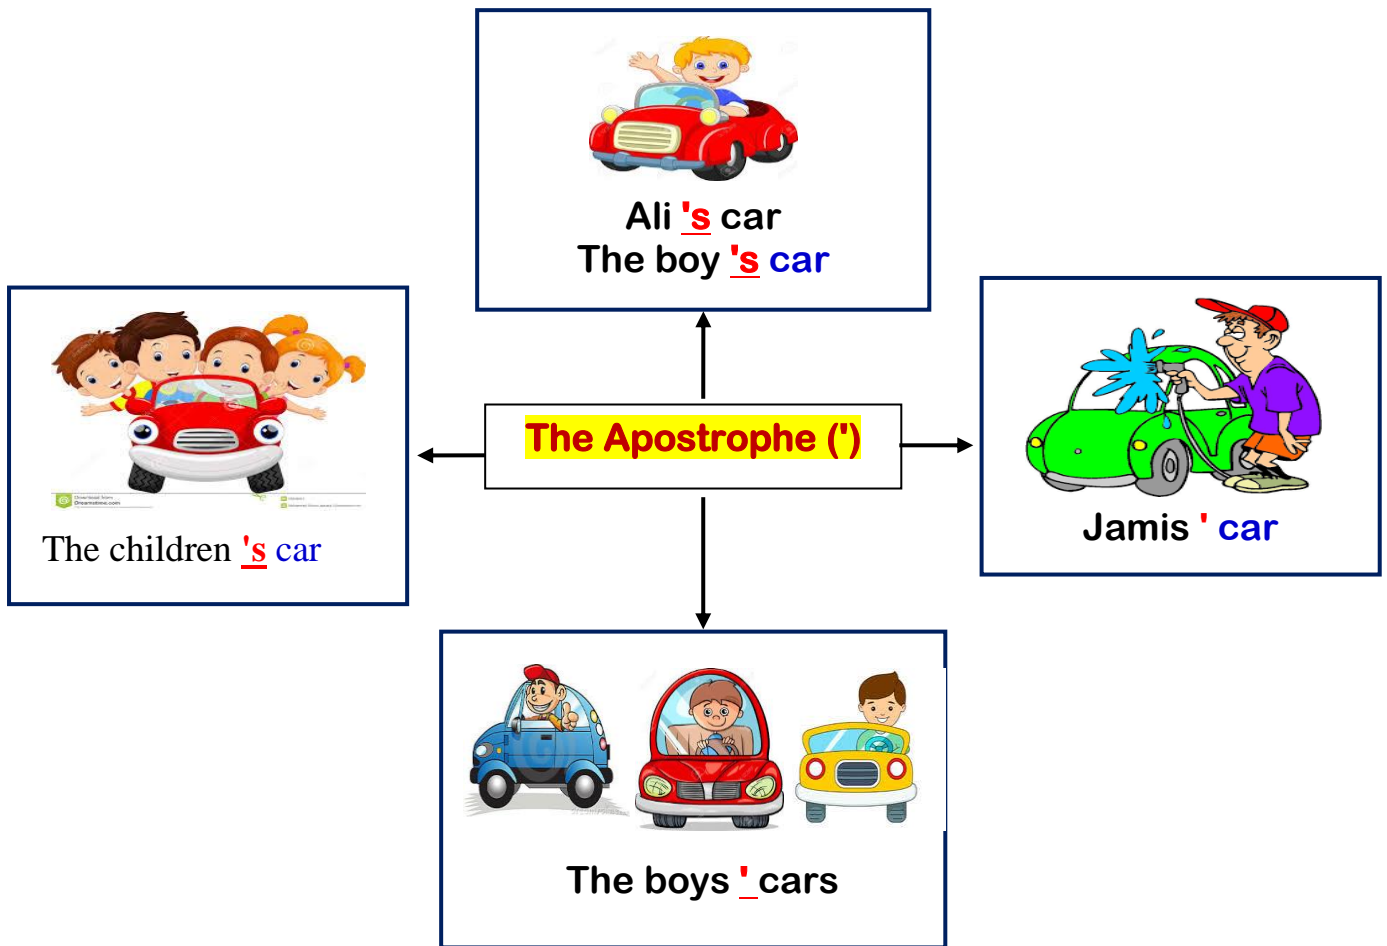 Ali 's car
The boy 's car
The Apostrophe (')
The children 's car
Jamis ' car
The boys ' cars